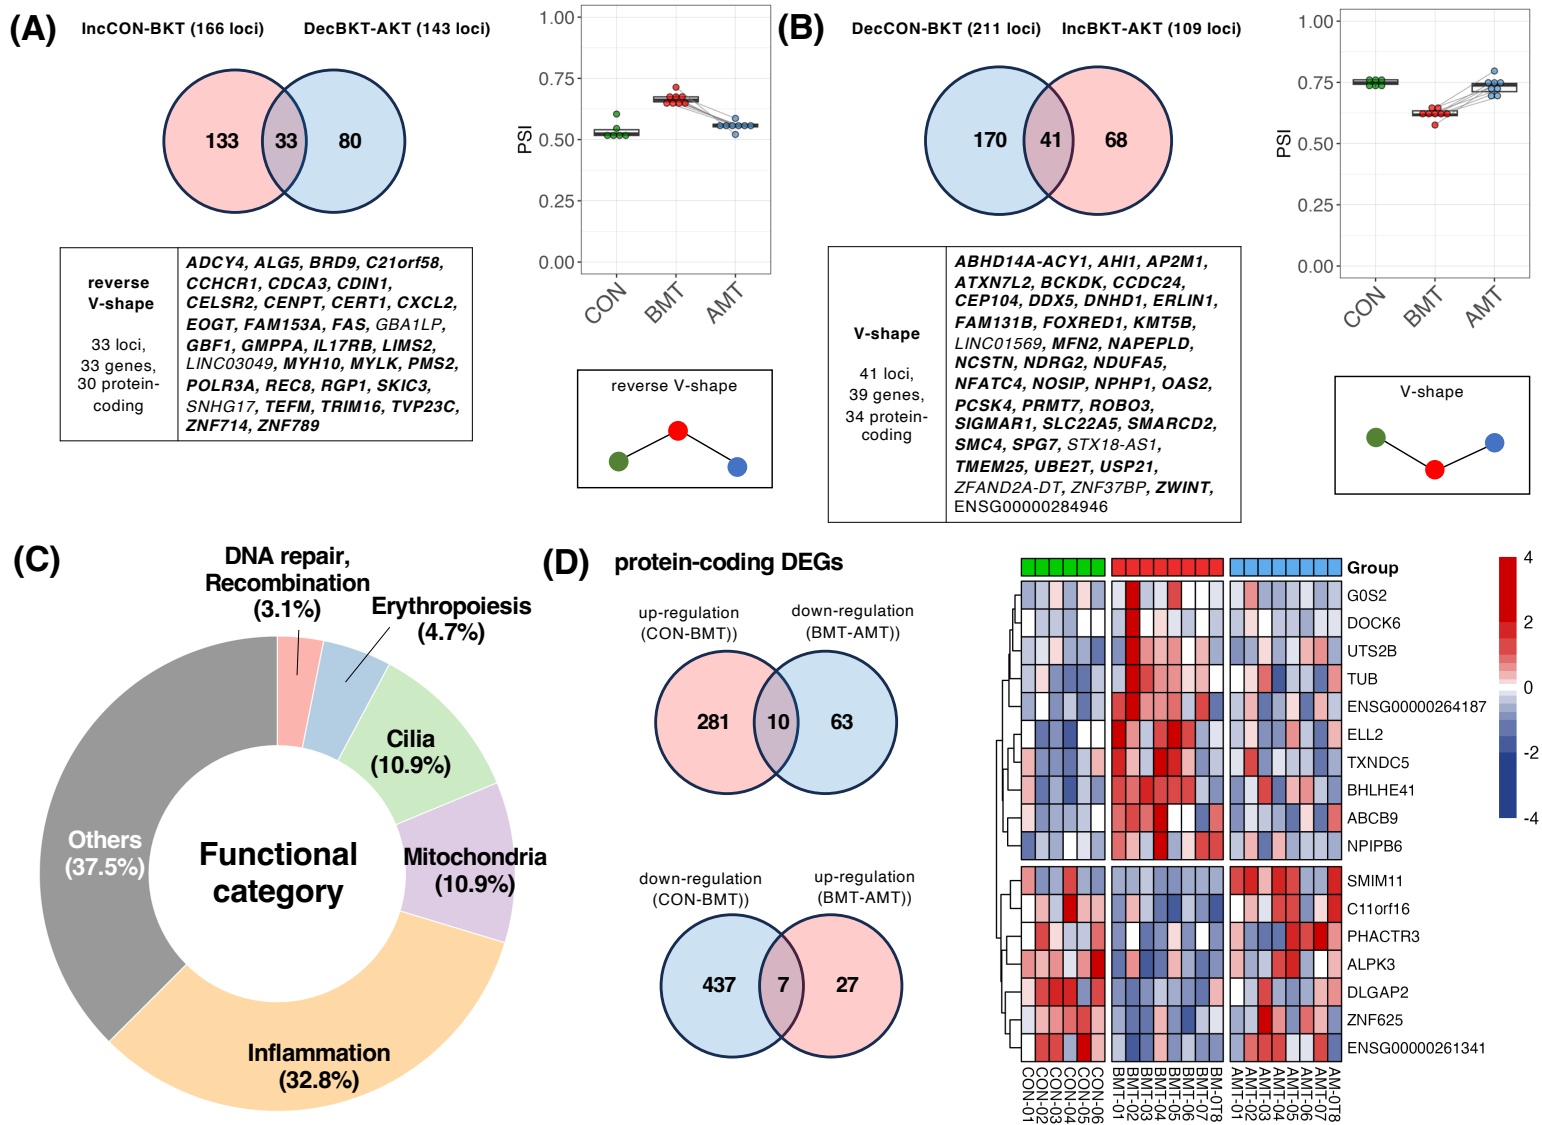 (A)
IncCON-BKT (166 loci)
DecBKT-AKT (143 loci)
133
33
80
reverse
V-shape
33 loci,
33 genes,
30 protein-
coding
ADCY4, ALG5, BRD9, C21orf58,
CCHCR1, CDCA3, CDIN1,
CELSR2, CENPT, CERT1, CXCL2,
EOGT, FAM153A, FAS, GBA1LP,
GBF1, GMPPA, IL17RB, LIMS2,
LINC03049, MYH10, MYLK, PMS2,
POLR3A, REC8, RGP1, SKIC3,
SNHG17, TEFM, TRIM16, TVP23C,
ZNF714, ZNF789
1.00
0.75
0.50
0.25
0.00
PSI
CON
BMT
AMT
reverse V-shape
(B)
DecCON-BKT (211 loci)
IncBKT-AKT (109 loci)
170
41
68
V-shape
41 loci,
39 genes,
34 protein-
coding
ABHD14A-ACY1, AHI1, AP2M1,
ATXN7L2, BCKDK, CCDC24,
CEP104, DDX5, DNHD1, ERLIN1,
FAM131B, FOXRED1, KMT5B,
LINC01569, MFN2, NAPEPLD,
NCSTN, NDRG2, NDUFA5,
NFATC4, NOSIP, NPHP1, OAS2,
PCSK4, PRMT7, ROBO3,
SIGMAR1, SLC22A5, SMARCD2,
SMC4, SPG7, STX18-AS1,
TMEM25, UBE2T, USP21,
ZFAND2A-DT, ZNF37BP, ZWINT,
ENSG00000284946
1.00
0.75
0.50
0.25
0.00
PSI
CON
BMT
AMT
V-shape
(C)
DNA repair,
Recombination
(3.1%)
Erythropoiesis
(4.7%)
Cilia
(10.9%)
Mitochondria
(10.9%)
Inflammation
(32.8%)
Others
(37.5%)
Functional
category
(D)
protein-coding DEGs
up-regulation
(CON-BMT))
down-regulation
(BMT-AMT))
281
10
63
down-regulation
(CON-BMT))
up-regulation
(BMT-AMT))
437
7
27
Group
G0S2
DOCK6
UTS2B
TUB
ENSG00000264187
ELL2
TXNDC5
BHLHE41
ABCB9
NPIPB6
SMIM11
C11orf16
PHACTR3
ALPK3
DLGAP2
ZNF625
ENSG00000261341
CON-01
CON-02
CON-03
CON-04
CON-05
CON-06
BMT-01
BMT-02
BMT-03
BMT-04
BMT-05
BMT-06
BMT-07
BM-0T8
AMT-01
AMT-02
AMT-03
AMT-04
AMT-05
AMT-06
AMT-07
AM-0T8
4
2
0
-2
-4